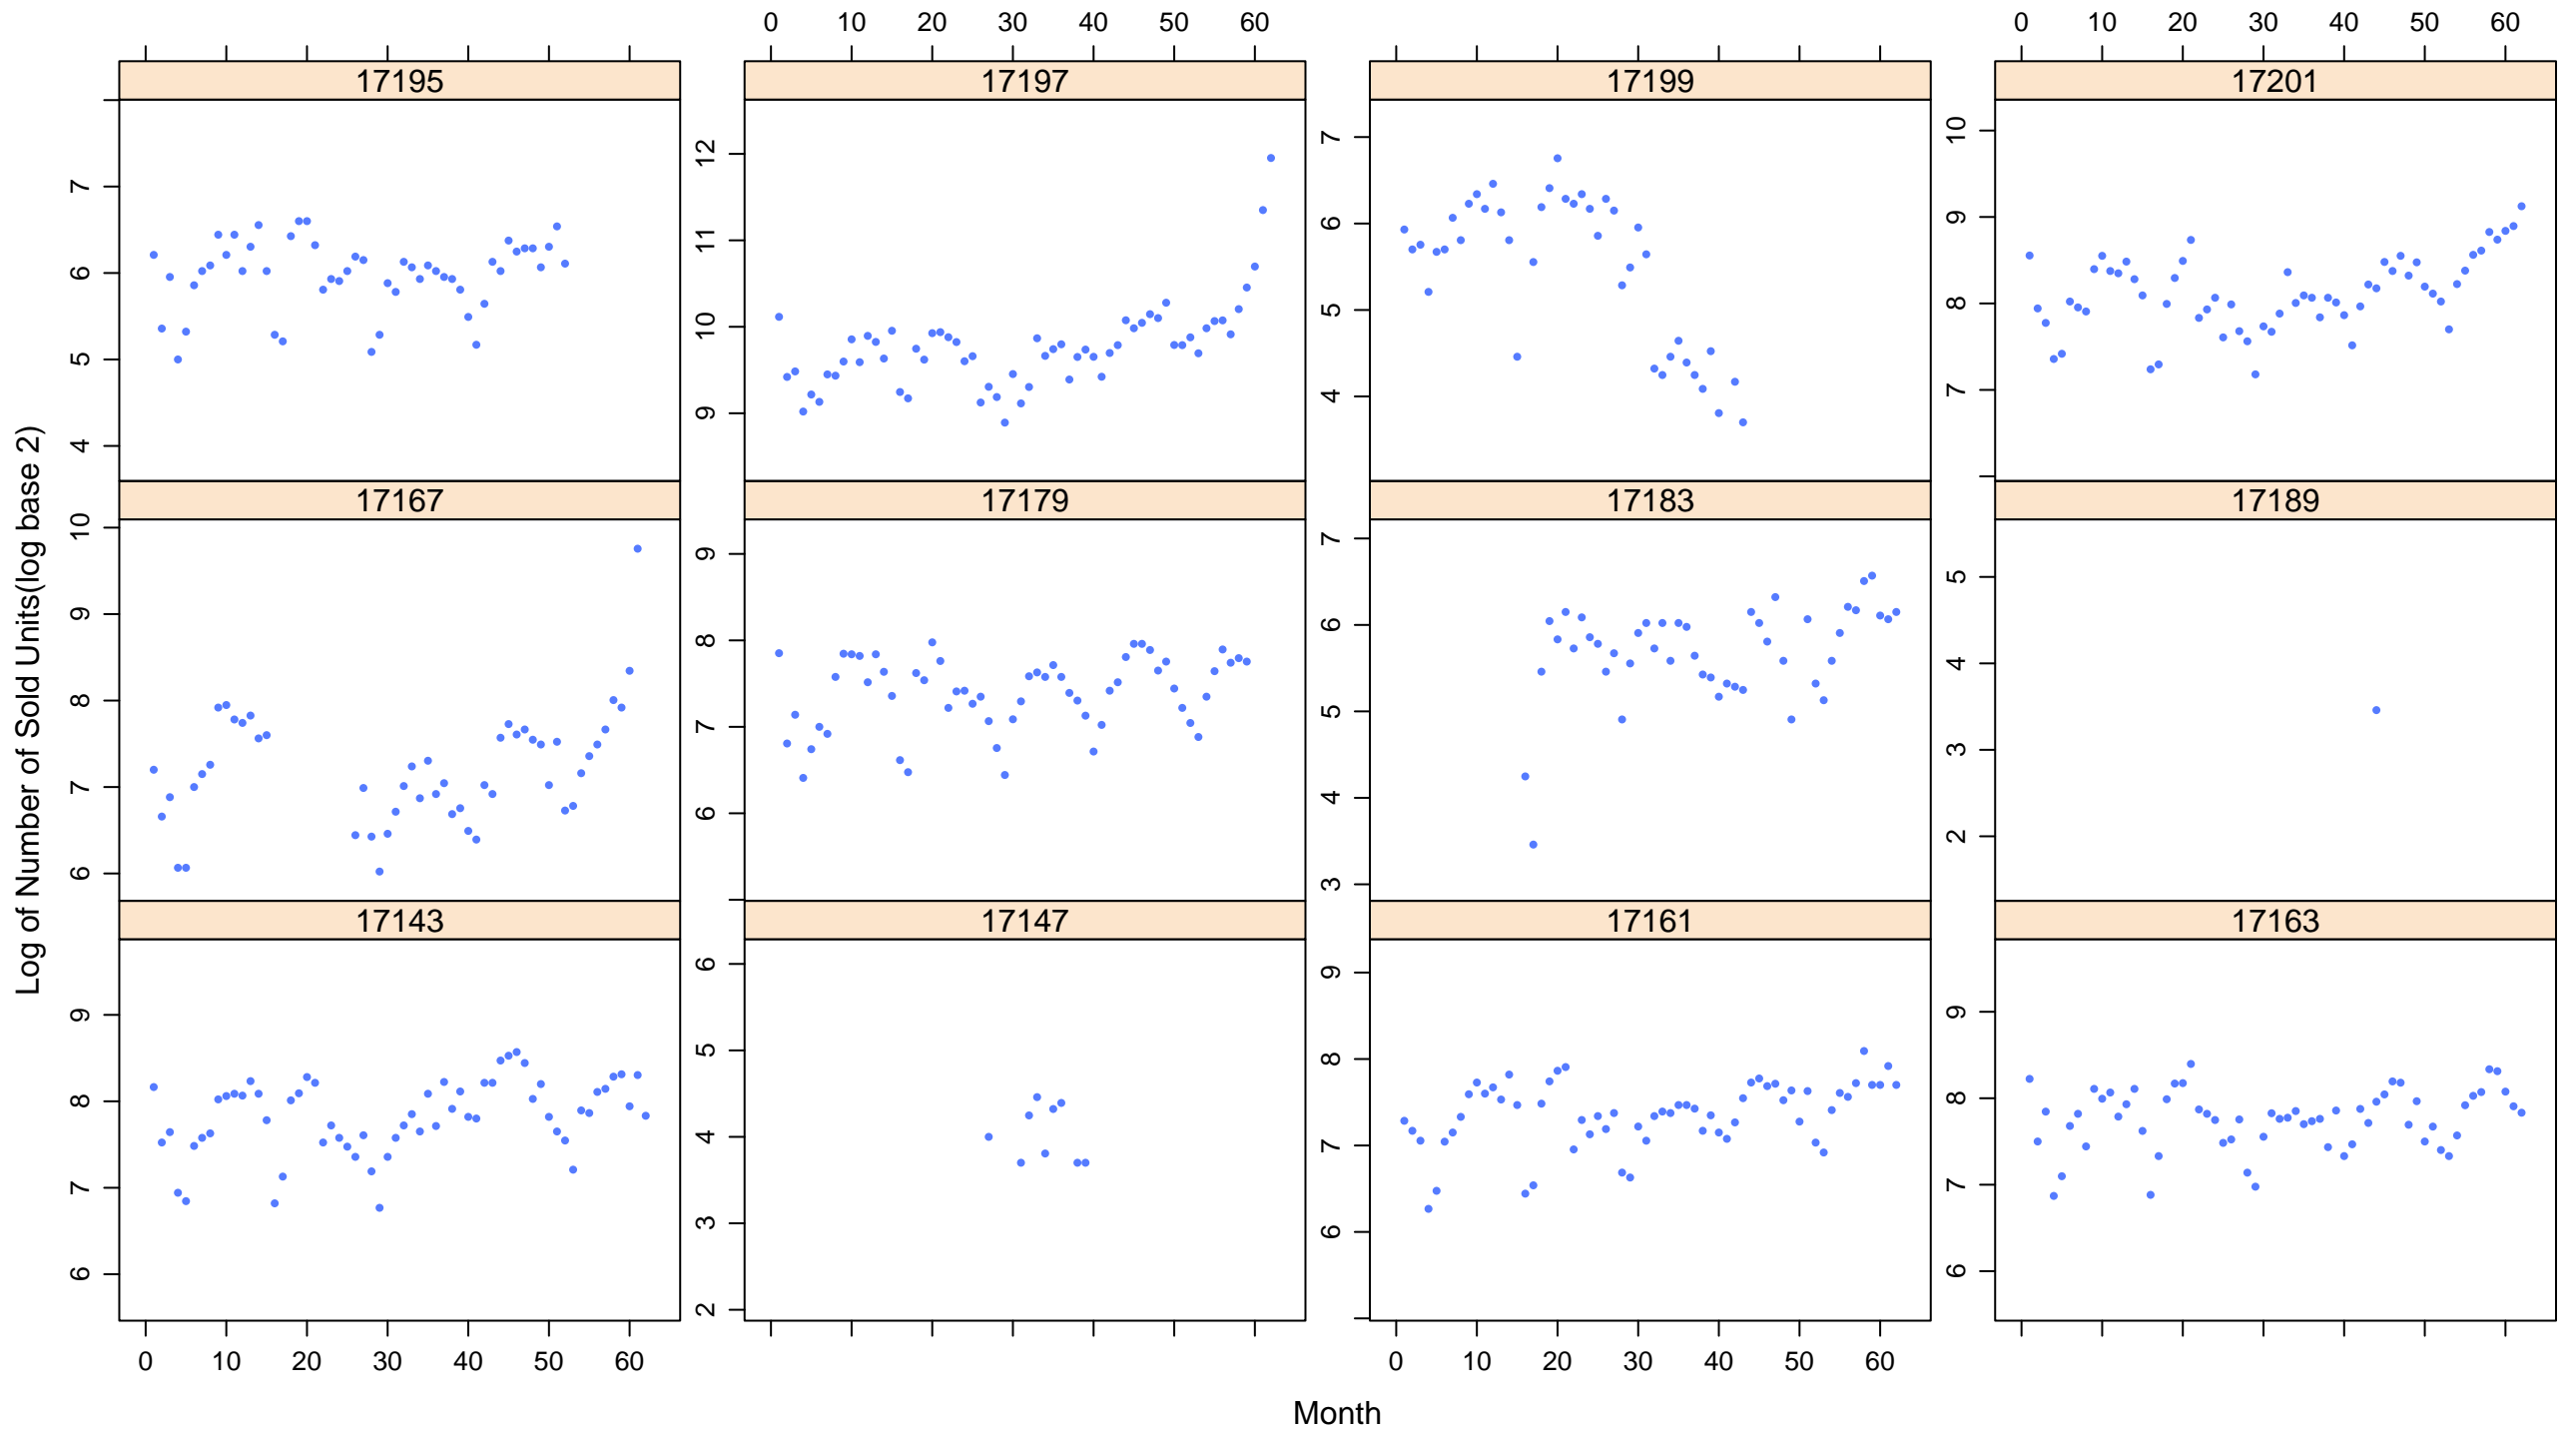 0 10 20 30 40 50 60 0 10 20 30 40 50 60
17195 17197 17199 17201
7 6 5 4
12 11 10 9
7 6 5 4
10 9 8 7
17167 17179 17183 17189
10 9 8 7 6
9 8 7 6
7 6 5 4 3
5 4 3 2
17143 17147 17161 17163
9 8 7 6
6 5 4 3 2
9 8 7 6
9 8 7 6
0 10 20 30 40 50 60 0 10 20 30 40 50 60
Log of Number of Sold Units(log base 2)
Month